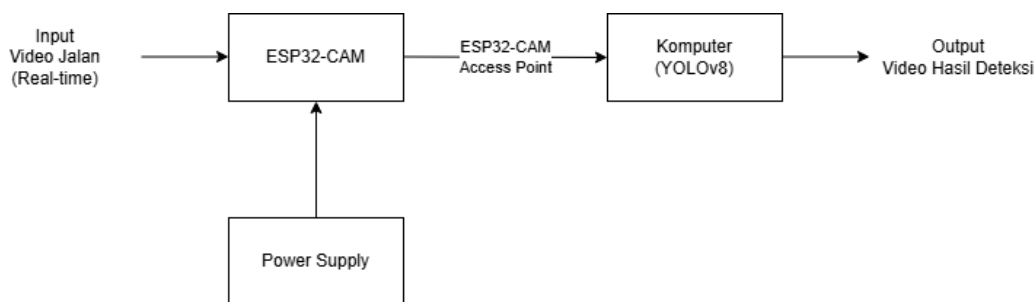 Input
Video Jalan
(Real-time)
ESP32-CAM
ESP32-CAM
Access Point
Komputer
(YOLOv8)
Output
Video Hasil Deteksi
Power Supply